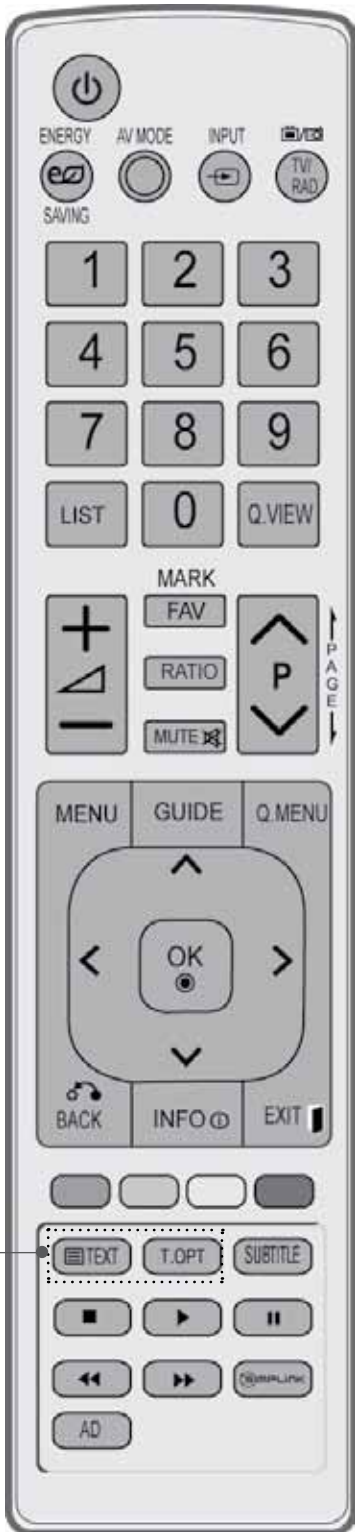 ENERGY AV MODE INPUT
TV/
RAD
SAVING
1 2 3
4 5 6
7 8 9
LIST 0 Q.VIEW
MARK
FAV
RATIO
P
PAGE
MUTE
MENU GUIDE Q.MENU
OK
BACK INFO EXIT
TEXT T.OPT SUBTITLE
SIMPLINK
AD